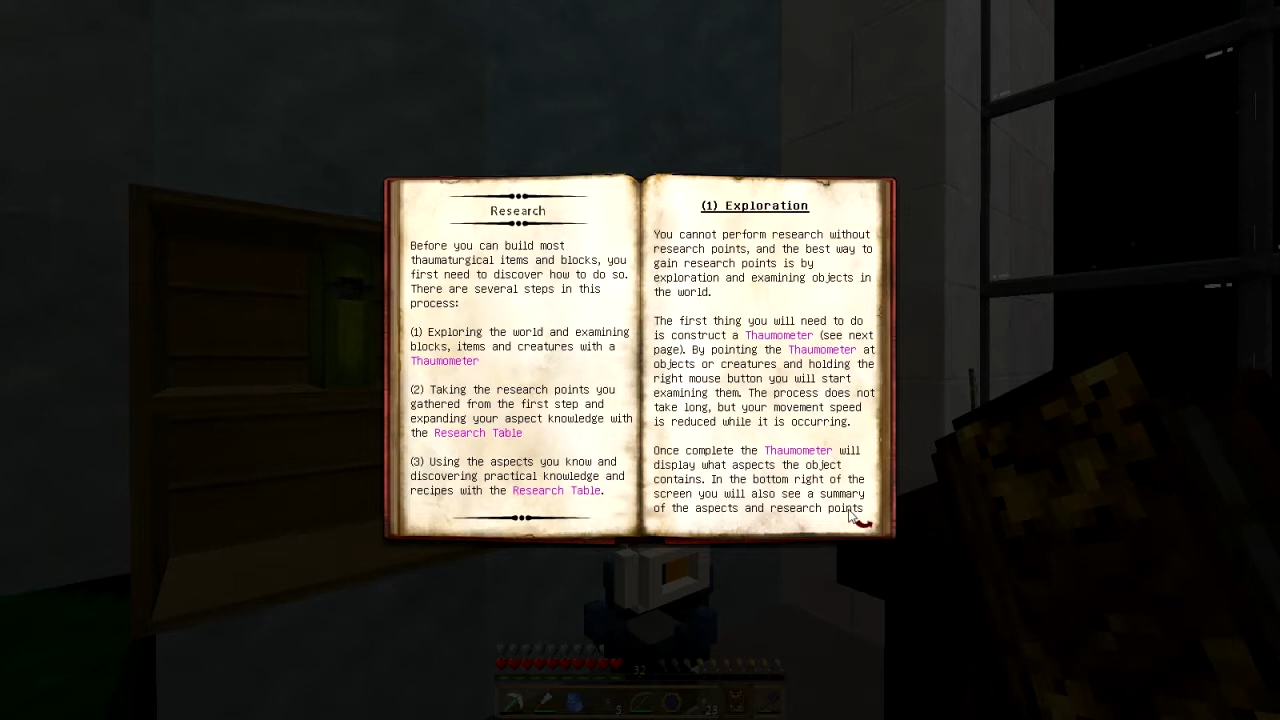 Research
Before you can build most
thaumaturgical items and blocks, you
first need to discover how to do so.
There are several steps in this
process:
(1) Exploring the world and examining
blocks, items and creatures with a
Thaumometer
(2) Taking the research points you
gathered from the first step and
expanding your aspect knowledge with
the Research Table
(3) Using the aspects you know and
discovering practical knowledge and
recipes with the Research Table.
(1) Exploration
You cannot perform research without
research points, and the best way to
gain research points is by
exploration and examining objects in
the world.
The first thing you will need to do
is construct a Thaumometer (see next
page). By pointing the Thaumometer at
objects or creatures and holding the
right mouse button you will start
examining them. The process does not
take long, but your movement speed
is reduced while it is occurring.
Once complete the Thaumometer will
display what aspects the object
contains. In the bottom right of the
screen you will also see a summary
of the aspects and research points
32
5
23